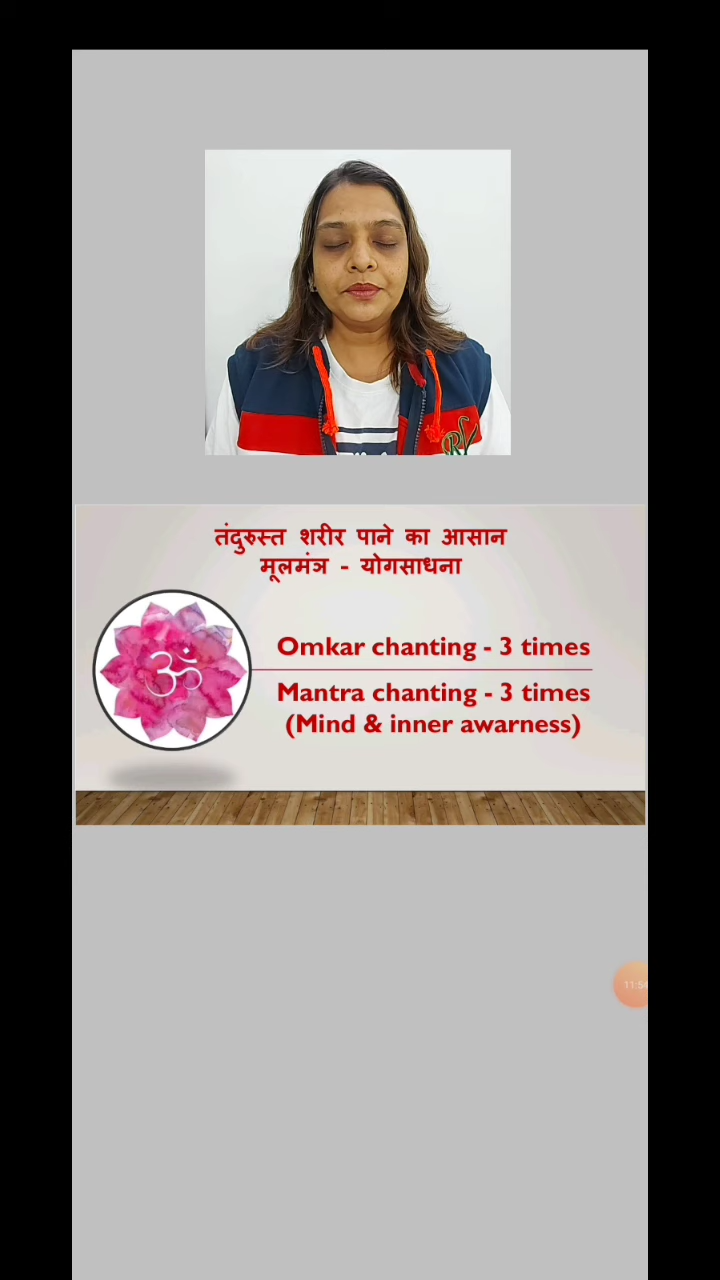 तंदुरुस्त शरीर पाने का आसान
मूलमंत्र - योगसाधना
ॐ
Omkar chanting - 3 times
Mantra chanting - 3 times
(Mind & inner awarness)